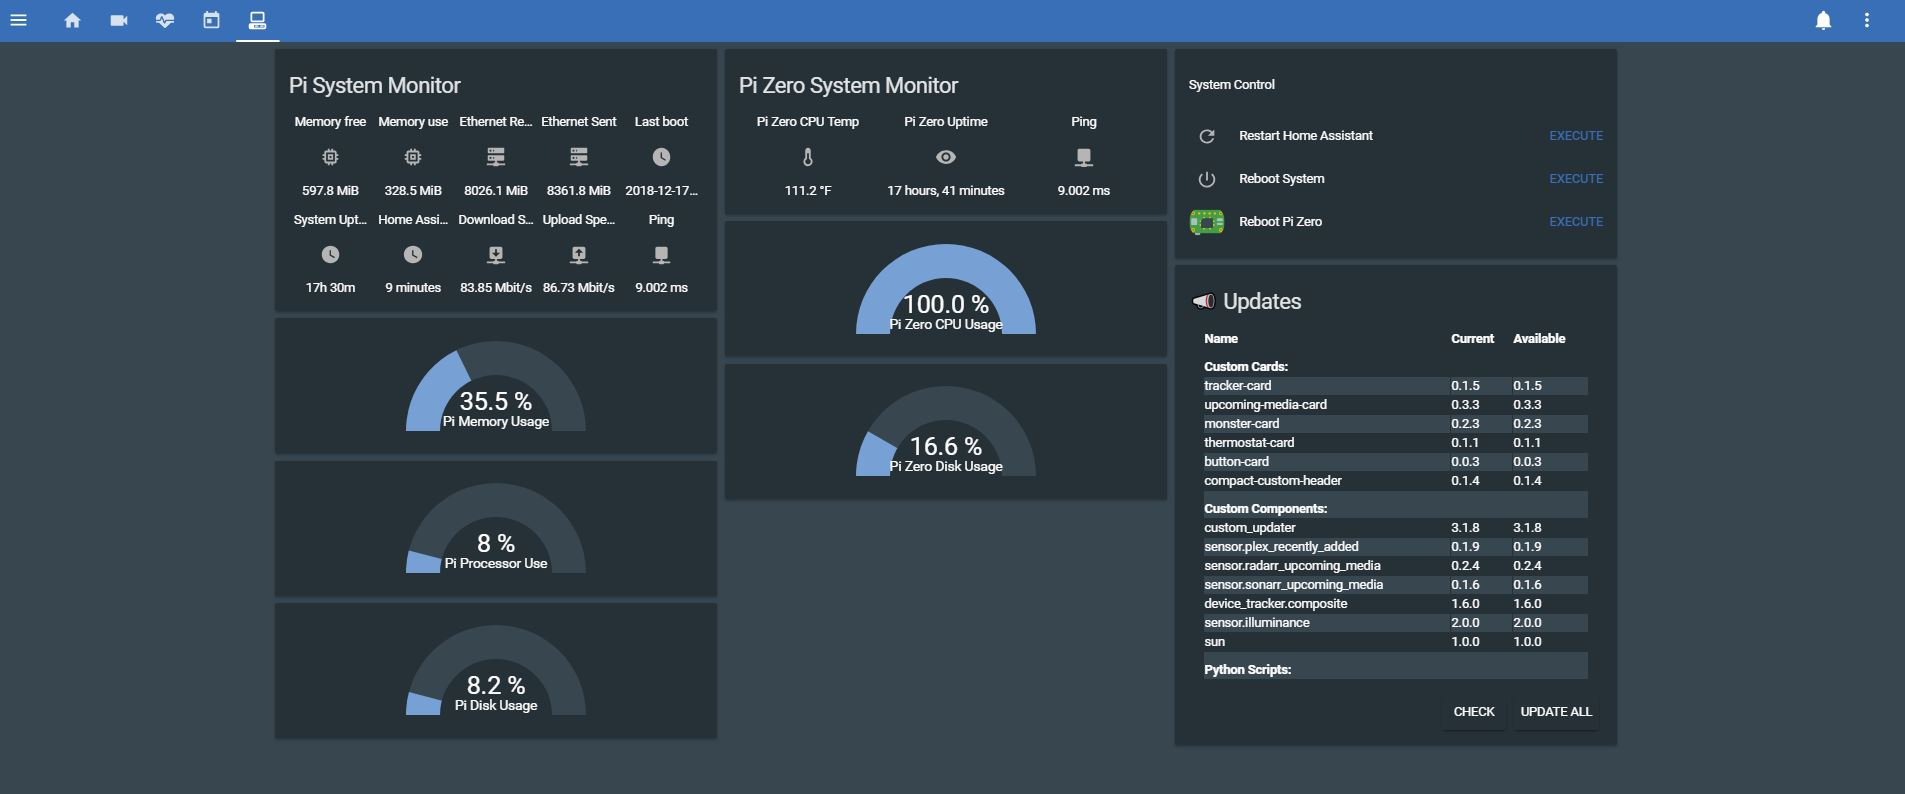 Pi System Monitor
Memory free Memory use Ethernet Re... Ethernet Sent Last boot
597.8 MiB 328.5 MiB 8026.1 MiB 8361.8 MiB 2018-12-17...
System Upt... Home Assi... Download S... Upload Spe... Ping
17h 30m 9 minutes 83.85 Mbit/s 86.73 Mbit/s 9.002 ms
35.5 %
Pi Memory Usage
8 %
Pi Processor Use
8.2 %
Pi Disk Usage
Pi Zero System Monitor
Pi Zero CPU Temp Pi Zero Uptime Ping
111.2 °F 17 hours, 41 minutes 9.002 ms
100.0 %
Pi Zero CPU Usage
16.6 %
Pi Zero Disk Usage
System Control
Restart Home Assistant EXECUTE
Reboot System EXECUTE
Reboot Pi Zero EXECUTE
Updates
Name Current Available
Custom Cards:
tracker-card 0.1.5 0.1.5
upcoming-media-card 0.3.3 0.3.3
monster-card 0.2.3 0.2.3
thermostat-card 0.1.1 0.1.1
button-card 0.0.3 0.0.3
compact-custom-header 0.1.4 0.1.4
Custom Components:
custom_updater 3.1.8 3.1.8
sensor.plex_recently_added 0.1.9 0.1.9
sensor.radarr_upcoming_media 0.2.4 0.2.4
sensor.sonarr_upcoming_media 0.1.6 0.1.6
device_tracker.composite 1.6.0 1.6.0
sensor.illuminance 2.0.0 2.0.0
sun 1.0.0 1.0.0
Python Scripts:
CHECK UPDATE ALL